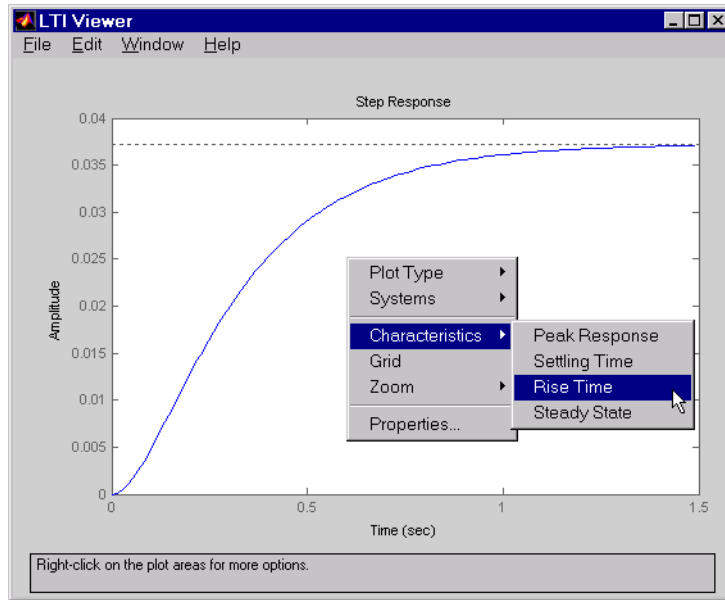 LTI Viewer
File Edit Window Help
Step Response
0.04
0.035
0.03
0.025
0.02
0.015
0.01
0.005
0
Amplitude
0 0.5 1 1.5
Time (sec)
Plot Type
Systems
Characteristics
Grid
Zoom
Properties...
Peak Response
Settling Time
Rise Time
Steady State
Right-click on the plot areas for more options.